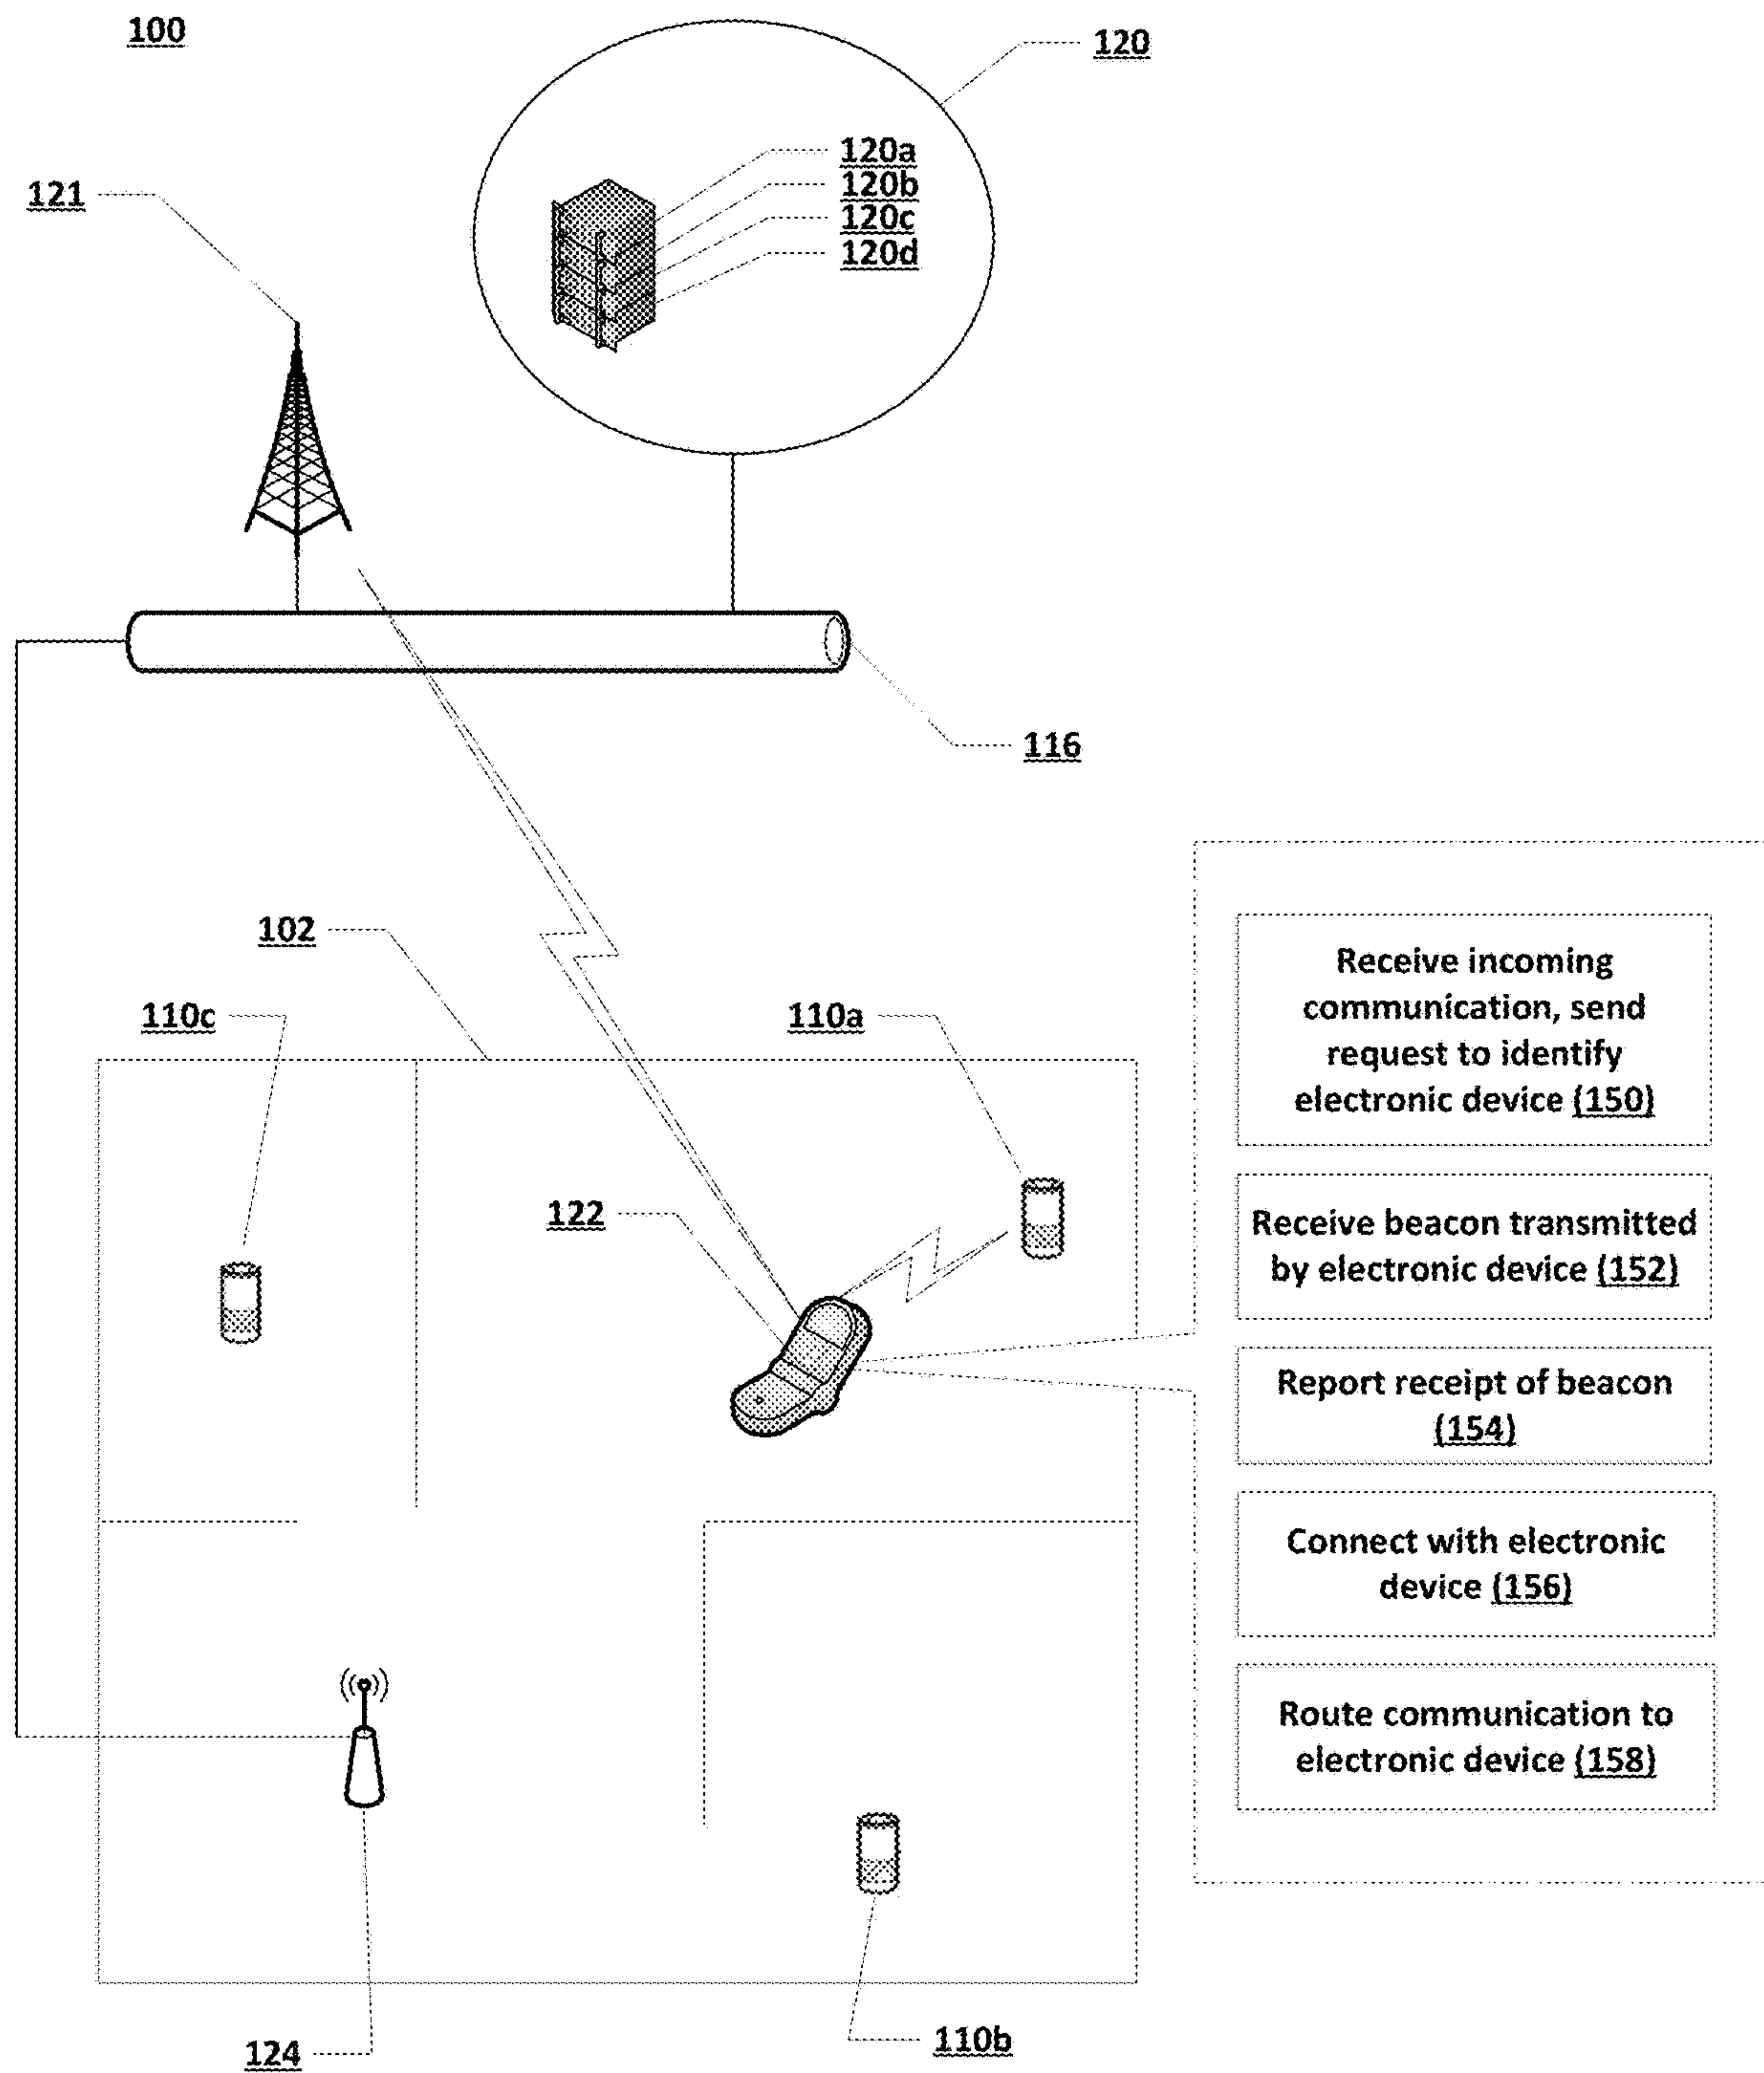 100
120
120a
120b
120c
120d
121
116
102
110c
110a
122
Receive incoming
communication, send
request to identify
electronic device (150)
Receive beacon transmitted
by electronic device (152)
Report receipt of beacon
(154)
Connect with electronic
device (156)
Route communication to
electronic device (158)
124
110b